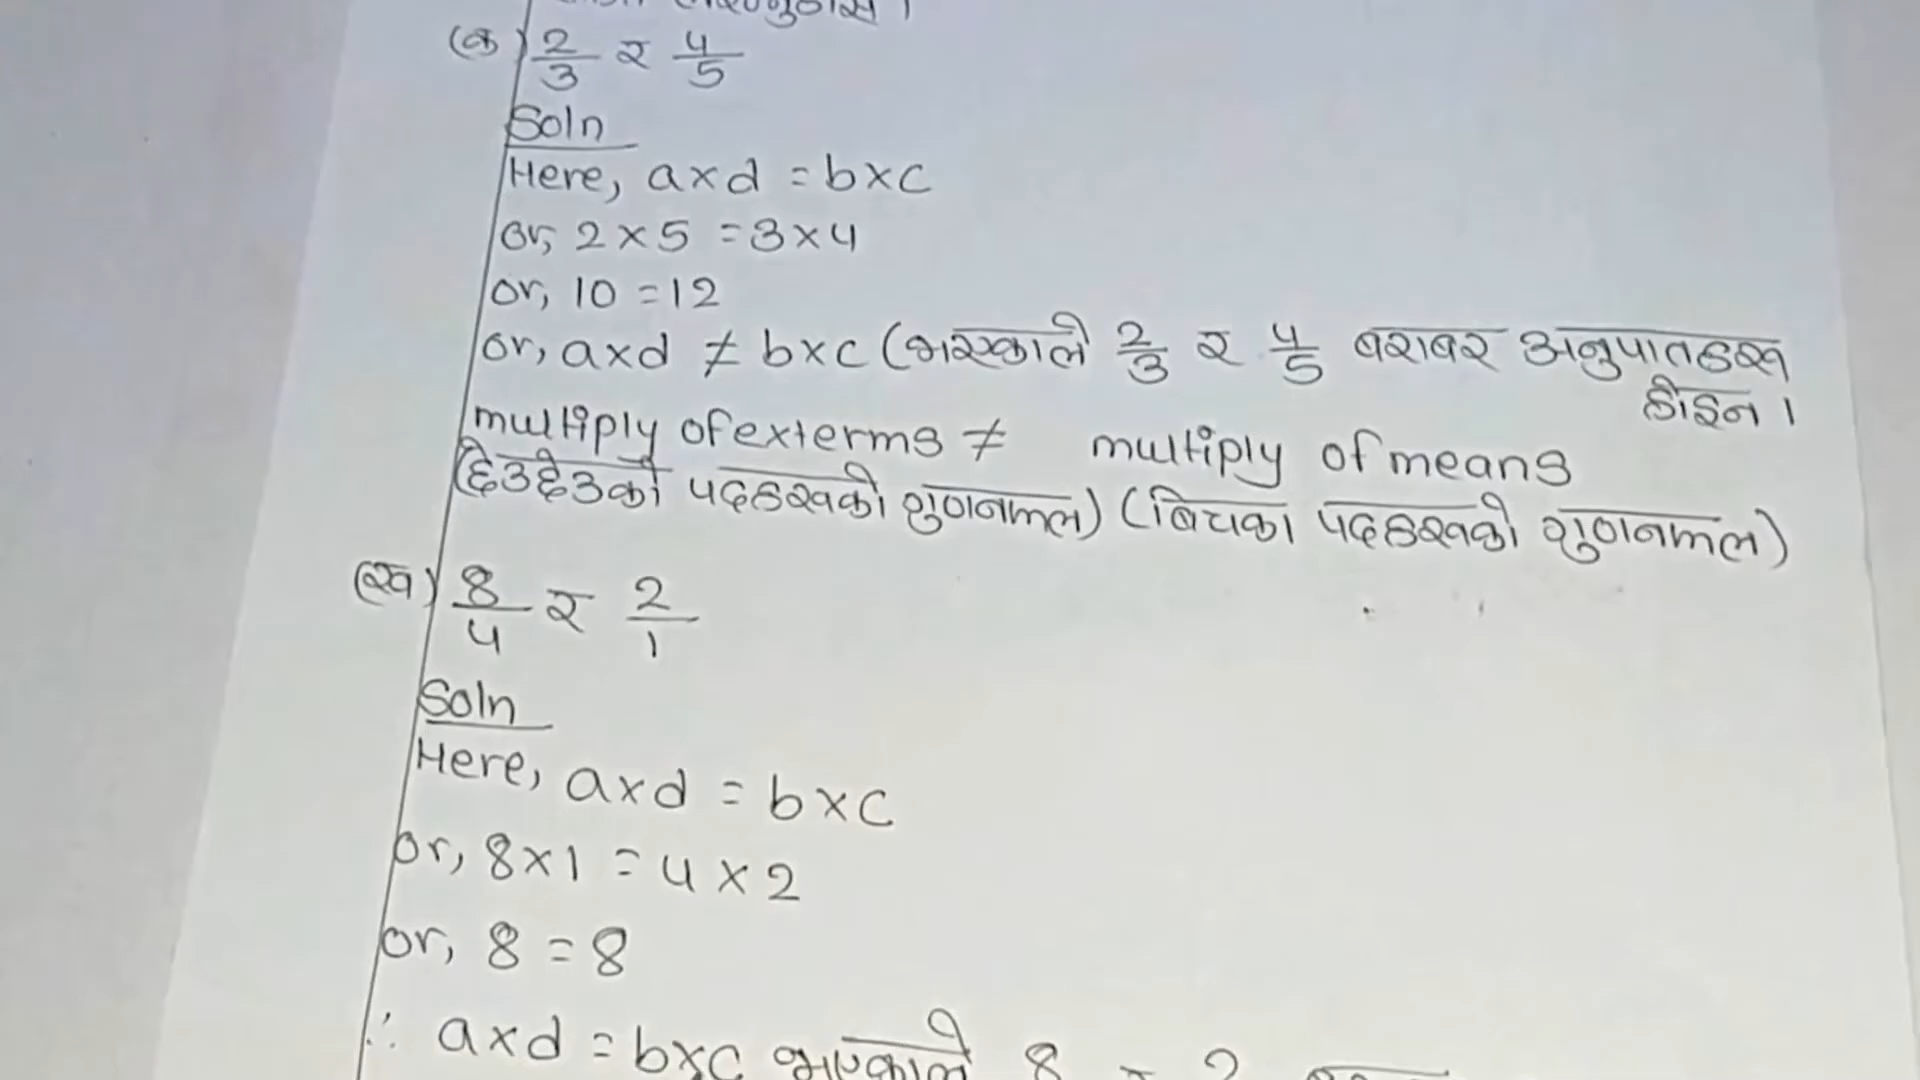 (क) 2/3 र 4/5
Soln
Here, a×d = b×c
or, 2×5 = 3×4
or, 10 = 12
or, a×d ≠ b×c (भएकाले 2/3 र 4/5 बराबर अनुपातहरू
होइन ।
multiply of exterms ≠ multiply of means
(छेउछेउको पदहरूको गुणनफल) (बिचका पदहरूको गुणनफल)
(ख) 8/4 र 2/1
Soln
Here, a×d = b×c
or, 8×1 = 4×2
or, 8 = 8
∴ a×d = b×c भएकाले 8 2